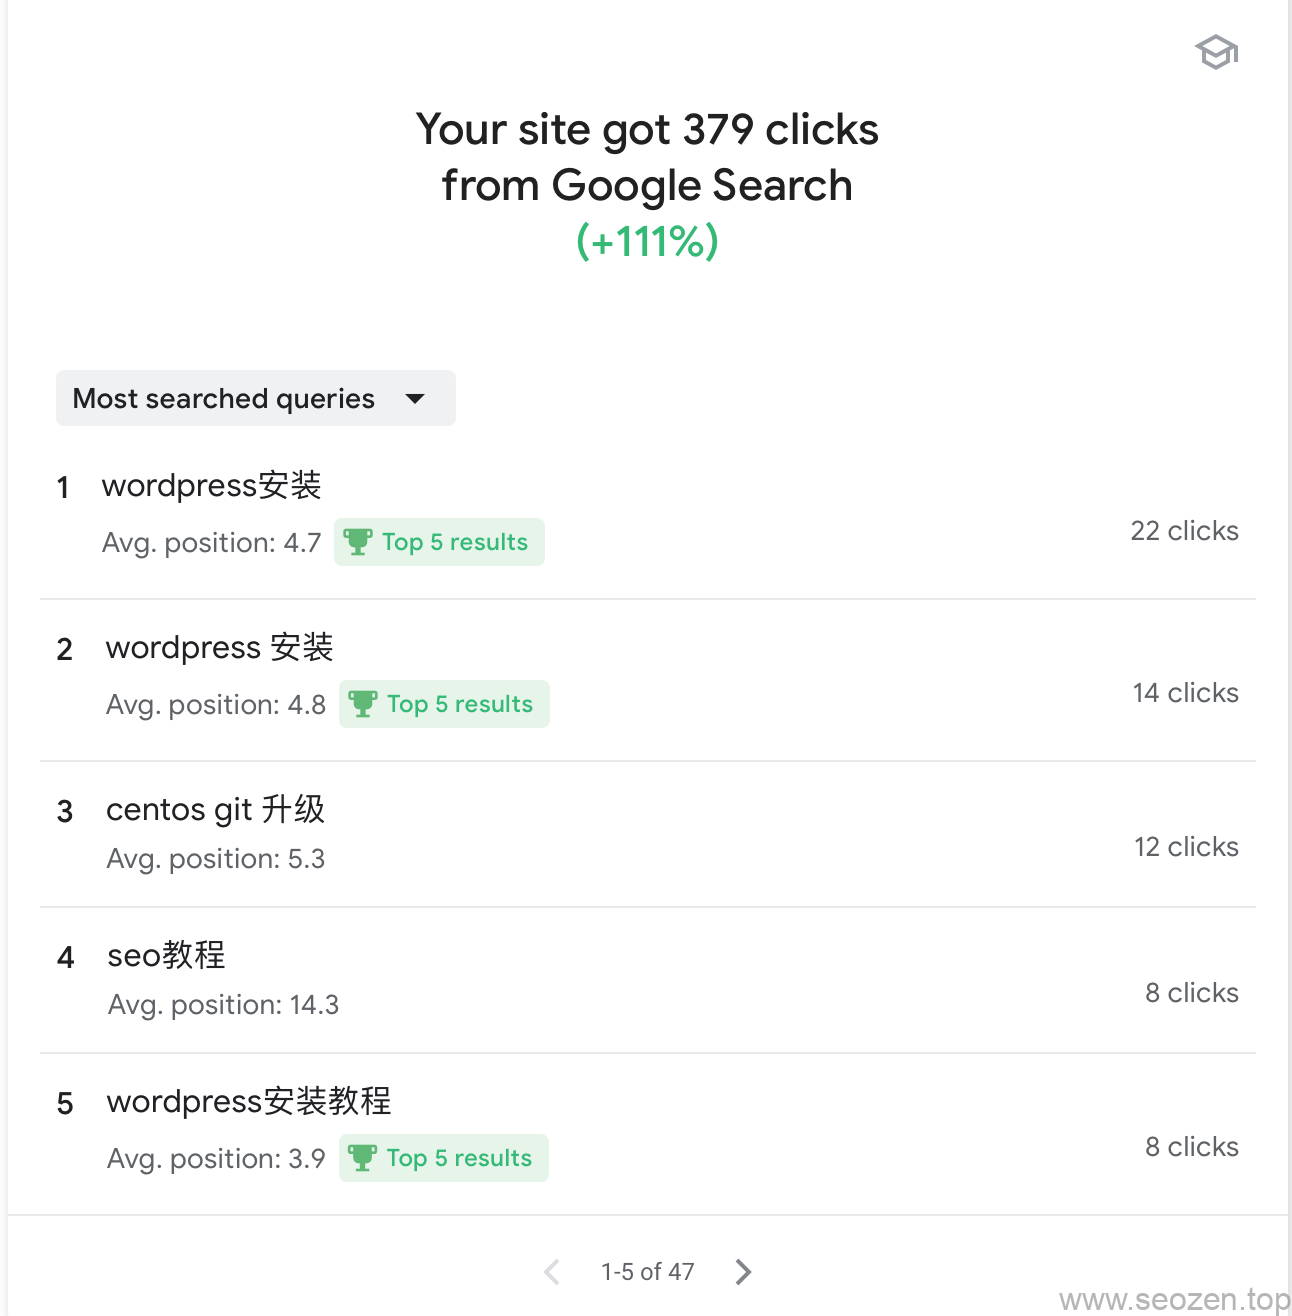 Your site got 379 clicks
from Google Search
(+111%)
Most searched queries
1 wordpress安装
Avg. position: 4.7 Top 5 results
22 clicks
2 wordpress 安装
Avg. position: 4.8 Top 5 results
14 clicks
3 centos git 升级
Avg. position: 5.3
12 clicks
4 seo教程
Avg. position: 14.3
8 clicks
5 wordpress安装教程
Avg. position: 3.9 Top 5 results
8 clicks
1-5 of 47
www.seozen.top